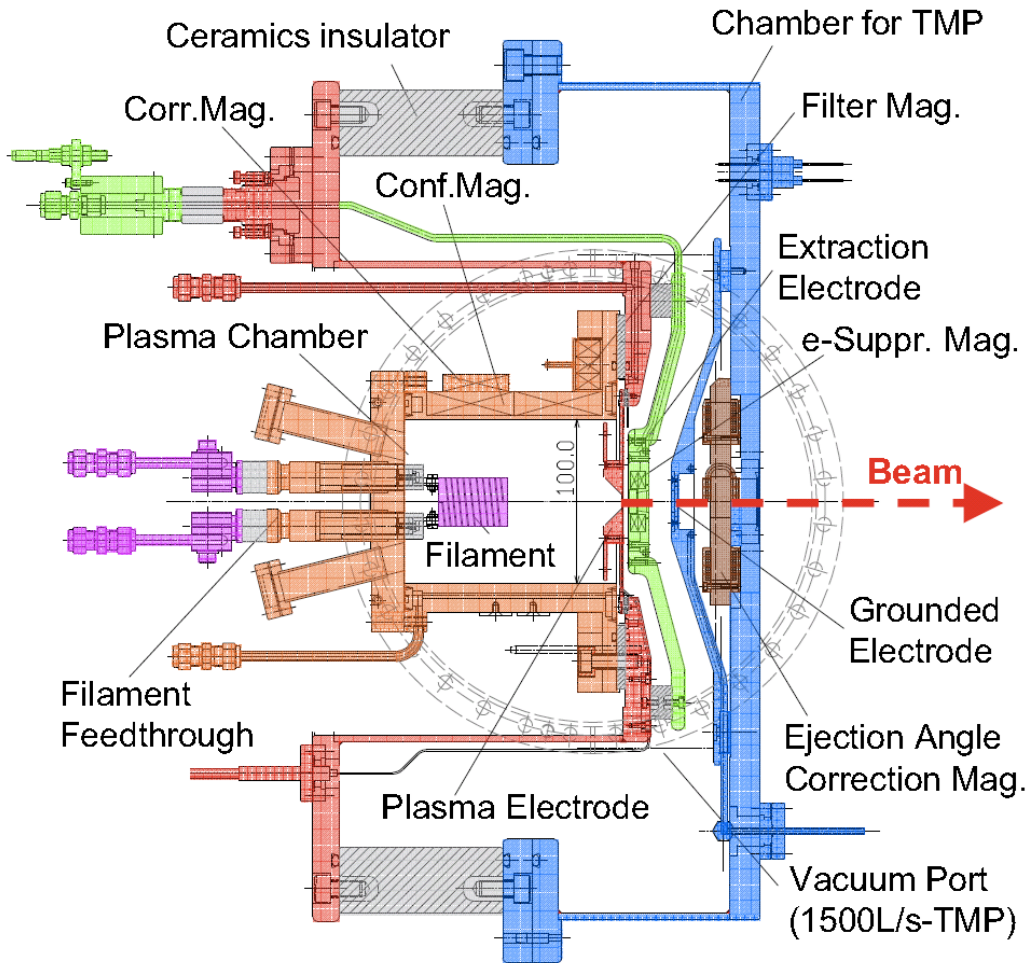 Ceramics insulator
Chamber for TMP
Corr.Mag.
Filter Mag.
Conf.Mag.
Extraction
Electrode
Plasma Chamber
e-Suppr. Mag.
100.0
Beam
Filament
Grounded
Electrode
Filament
Feedthrough
Ejection Angle
Correction Mag.
Plasma Electrode
Vacuum Port
(1500L/s-TMP)